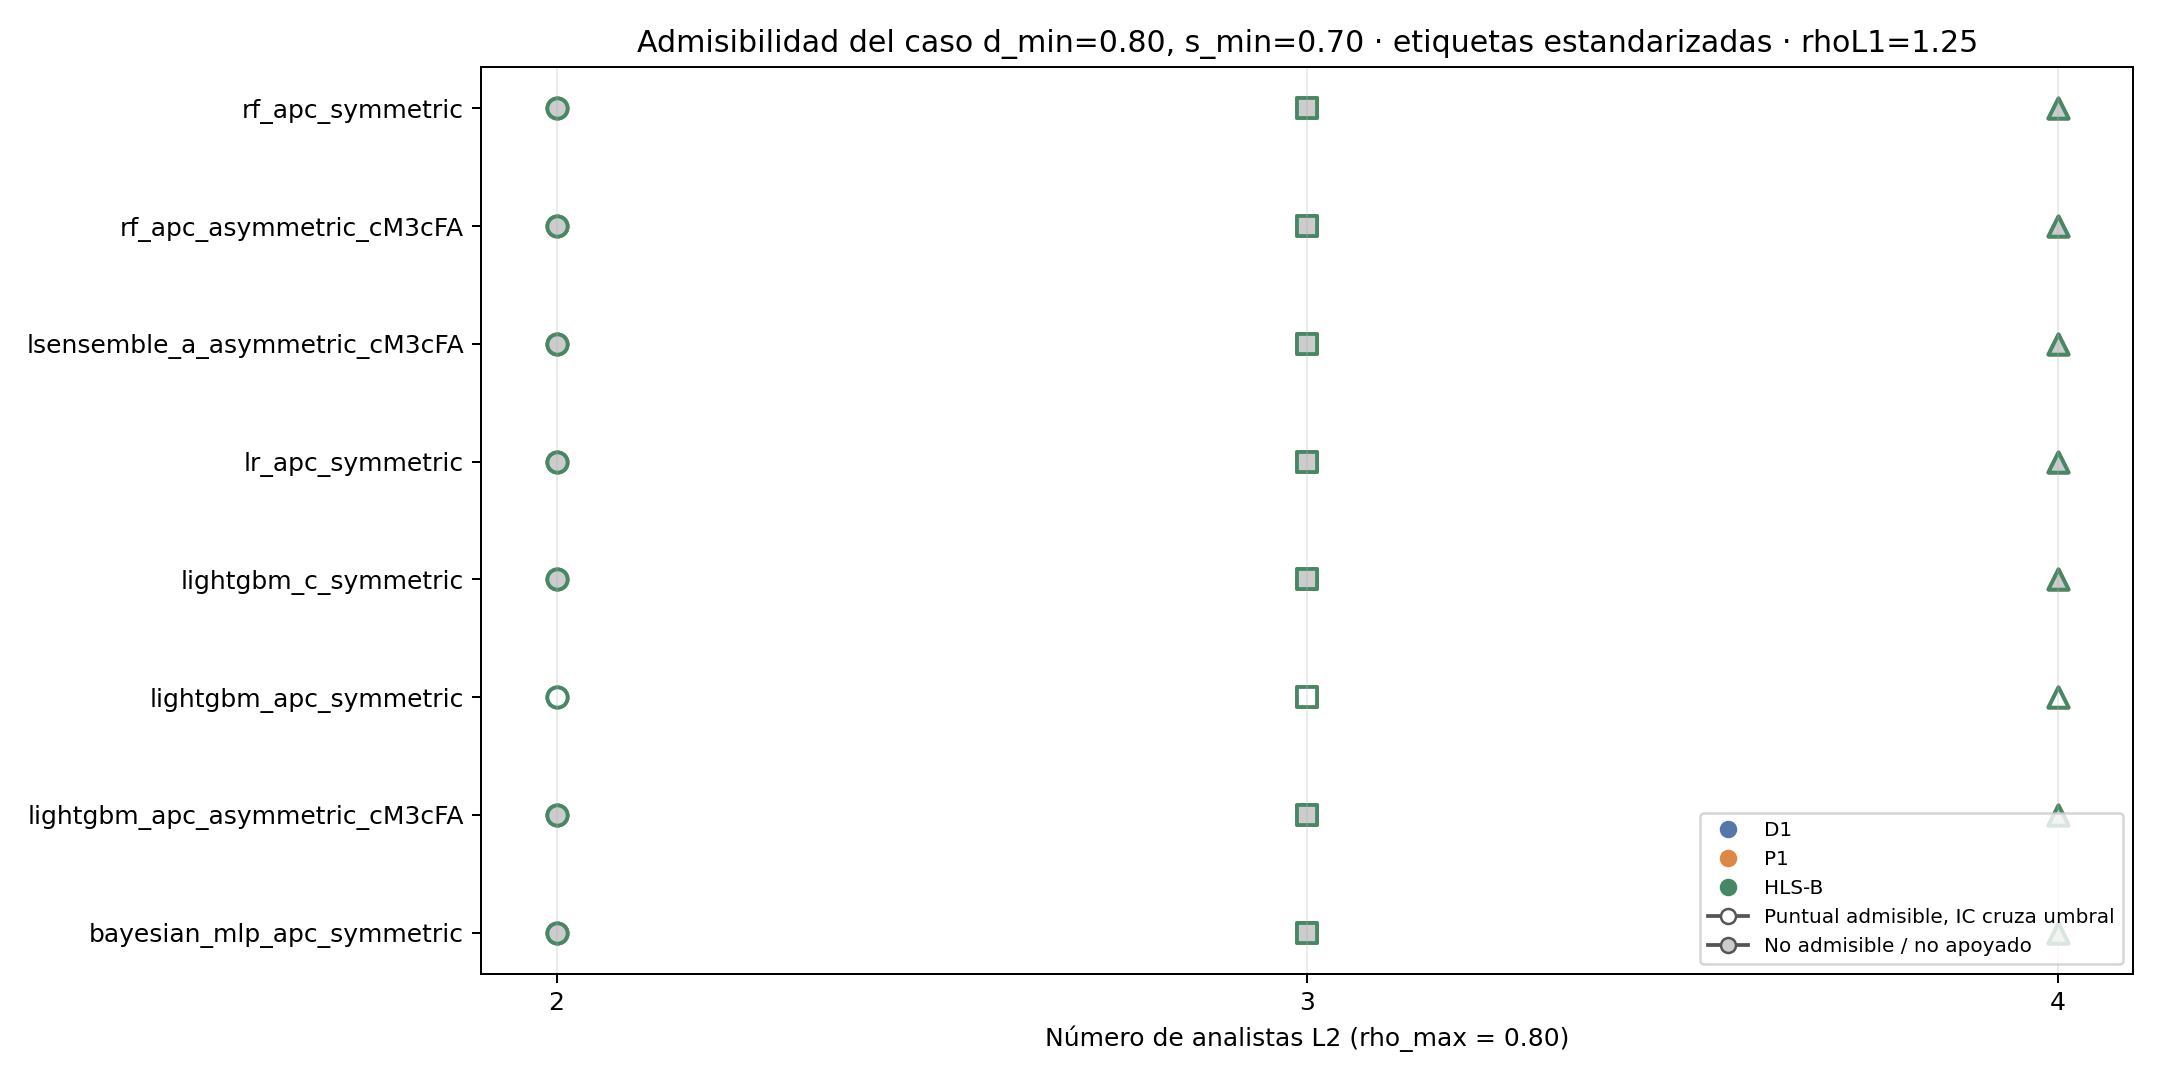 Admisibilidad del caso d_min=0.80, s_min=0.70 · etiquetas estandarizadas · rhoL1=1.25
rf_apc_symmetric
rf_apc_asymmetric_cM3cFA
lsensemble_a_asymmetric_cM3cFA
lr_apc_symmetric
lightgbm_c_symmetric
lightgbm_apc_symmetric
lightgbm_apc_asymmetric_cM3cFA
bayesian_mlp_apc_symmetric
D1
P1
HLS-B
Puntual admisible, IC cruza umbral
No admisible / no apoyado
2 3 4
Número de analistas L2 (rho_max = 0.80)